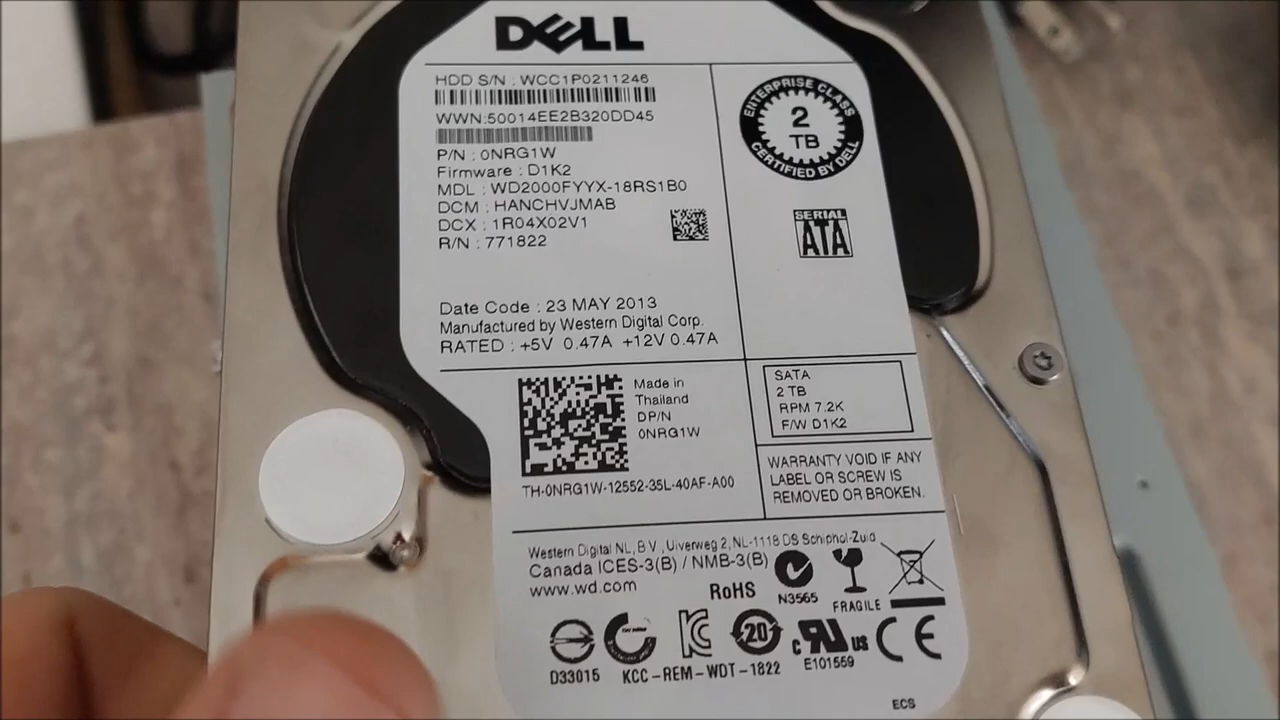 DELL
HDD S/N : WCC1P0211246
WWN:50014EE2B320DD45
P/N : 0NRG1W
Firmware : D1K2
MDL : WD2000FYYX-18RS1B0
DCM : HANCHVJMAB
DCX : 1R04X02V1
R/N : 771822
Date Code : 23 MAY 2013
Manufactured by Western Digital Corp.
RATED : +5V 0.47A +12V 0.47A
ENTERPRISE CLASS
2
TB
CERTIFIED BY DELL
SERIAL
ATA
Made in
Thailand
DP/N
0NRG1W
TH-0NRG1W-12552-35L-40AF-A00
SATA
2 TB
RPM 7.2K
F/W D1K2
WARRANTY VOID IF ANY
LABEL OR SCREW IS
REMOVED OR BROKEN.
Western Digital NL, B V , Uiverweg 2, NL-1118 DS Schiphol-Zuid
Canada ICES-3(B) / NMB-3(B)
www.wd.com
RoHS
N3565
FRAGILE
20
c UR US
CE
D33015
KCC-REM-WDT-1822
E101559
ECS